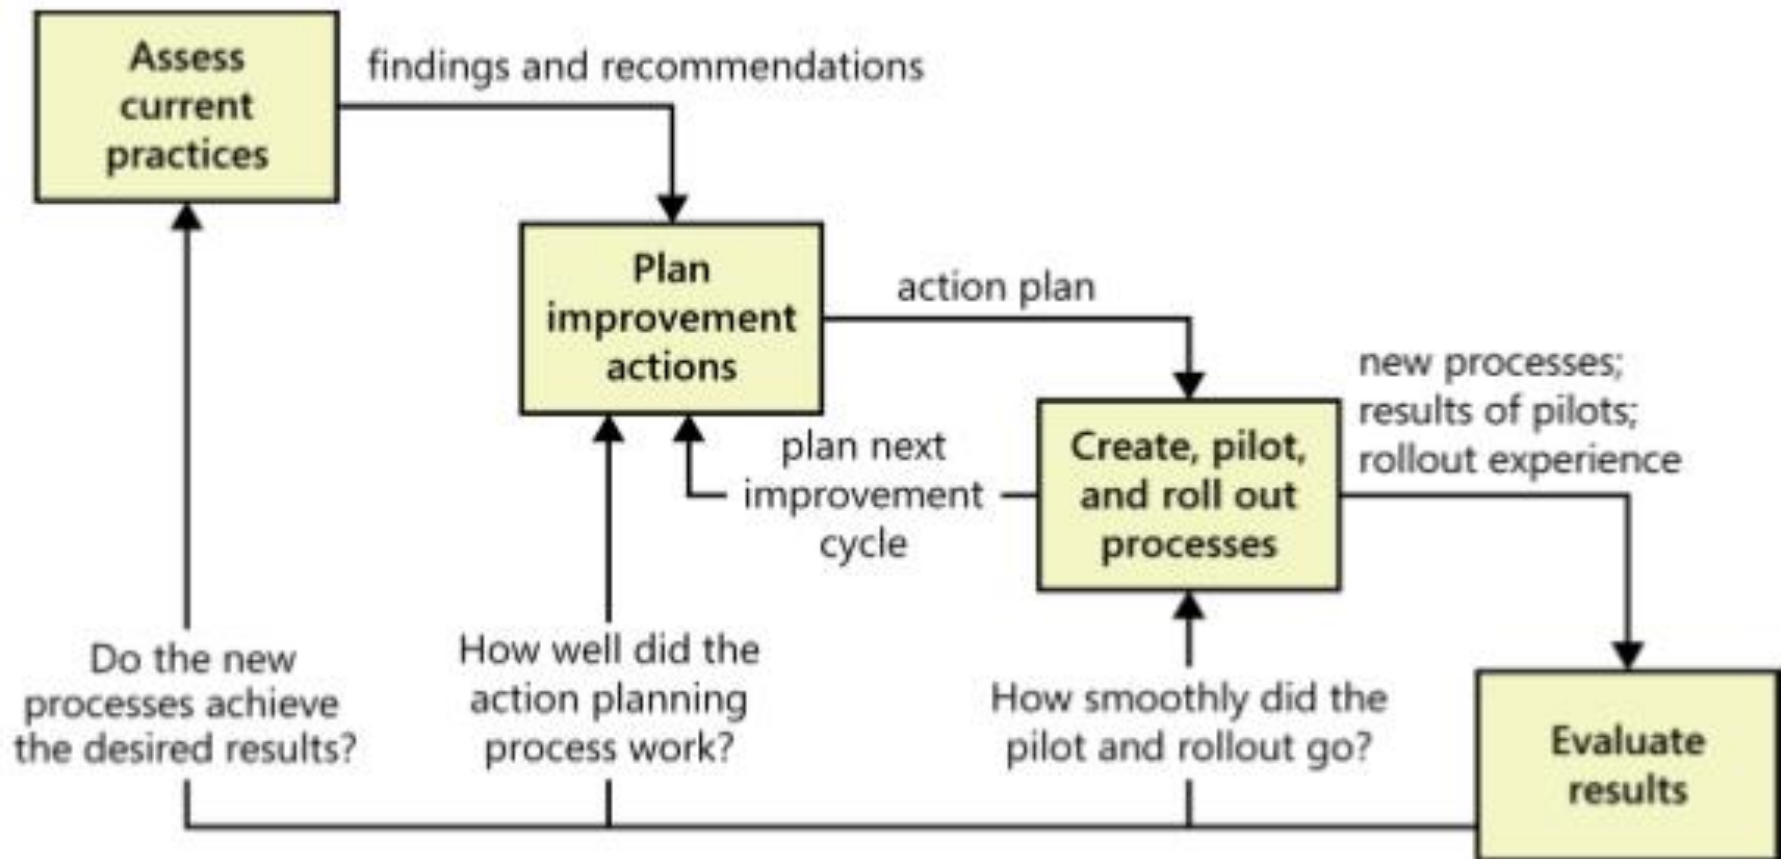 Assess
current
practices
findings and recommendations
Plan
improvement
actions
action plan
Create, pilot,
and roll out
processes
new processes;
results of pilots;
rollout experience
plan next
improvement
cycle
Do the new
processes achieve
the desired results?
How well did the
action planning
process work?
How smoothly did the
pilot and rollout go?
Evaluate
results